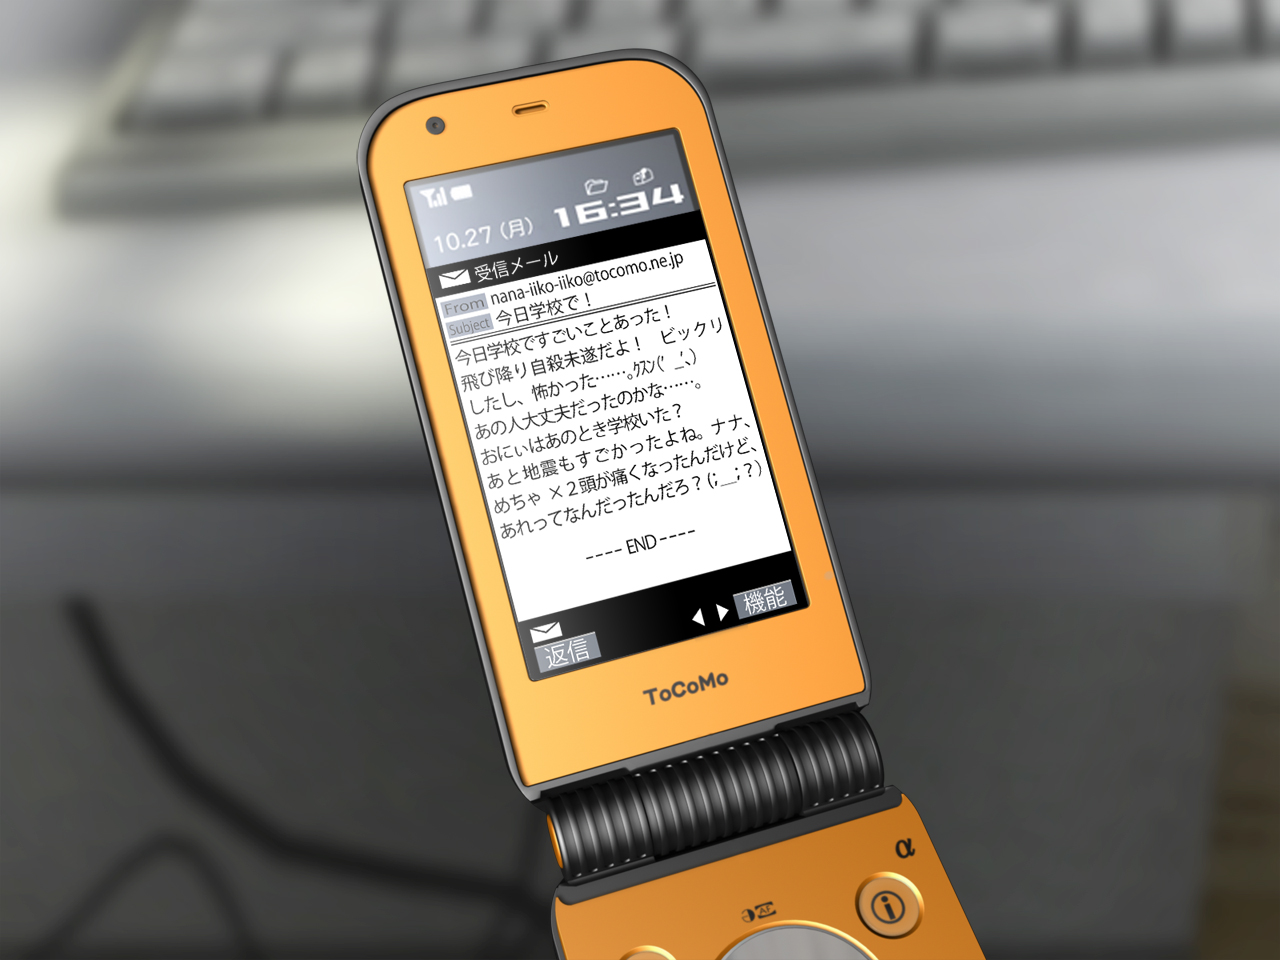 10.27（月） 16:34
受信メール
From nana-iiko-iiko@tocomo.ne.jp
Subject 今日学校で！
今日学校ですごいことあった！
飛び降り自殺未遂だよ！　ビックリ
したし、怖かった……｡ｸｽﾝ(′_‵､)
あの人大丈夫だったのかな……。
おにぃはあのとき学校いた？
あと地震もすごかったよね。ナナ、
めちゃ×２頭が痛くなったんだけど、
あれってなんだったんだろ？(；＿；？)
---- END ----
返信 機能
ToCoMo
α
i